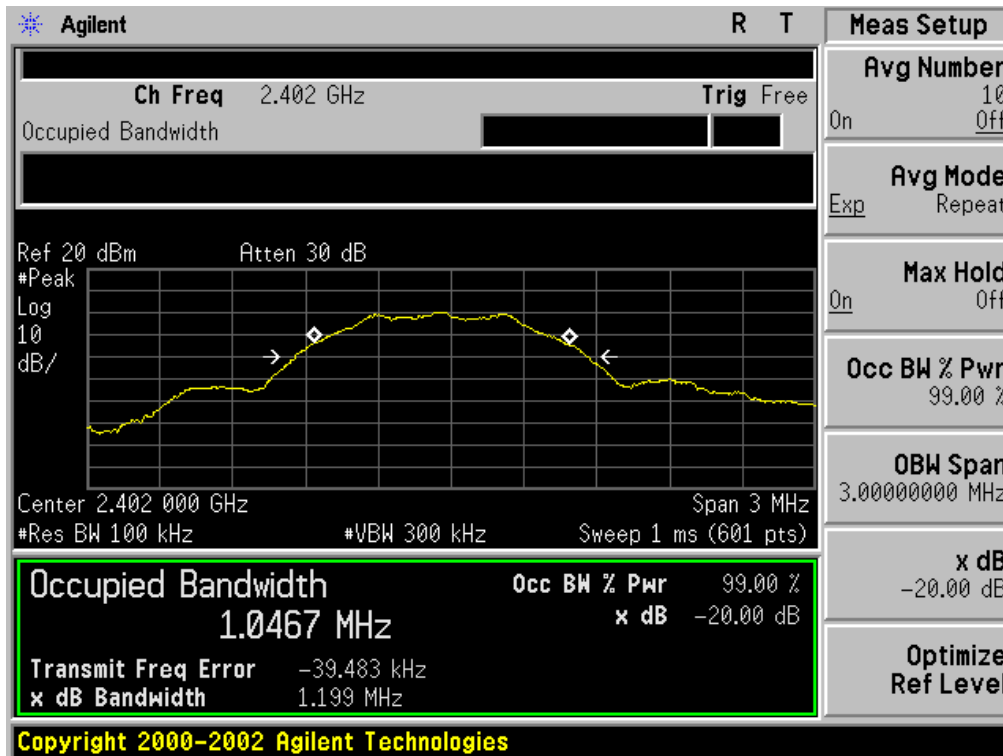 Agilent R T
Ch Freq 2.402 GHz Trig Free
Occupied Bandwidth
Ref 20 dBm Atten 30 dB
#Peak
Log
10
dB/
Center 2.402 000 GHz Span 3 MHz
#Res BW 100 kHz #VBW 300 kHz Sweep 1 ms (601 pts)
Occupied Bandwidth Occ BW % Pwr 99.00 %
1.0467 MHz x dB -20.00 dB
Transmit Freq Error -39.483 kHz
x dB Bandwidth 1.199 MHz
Copyright 2000-2002 Agilent Technologies
Meas Setup
Avg Number
10
On Off
Avg Mode
Exp Repeat
Max Hold
On Off
Occ BW % Pwr
99.00 %
OBW Span
3.00000000 MHz
x dB
-20.00 dB
Optimize
Ref Level